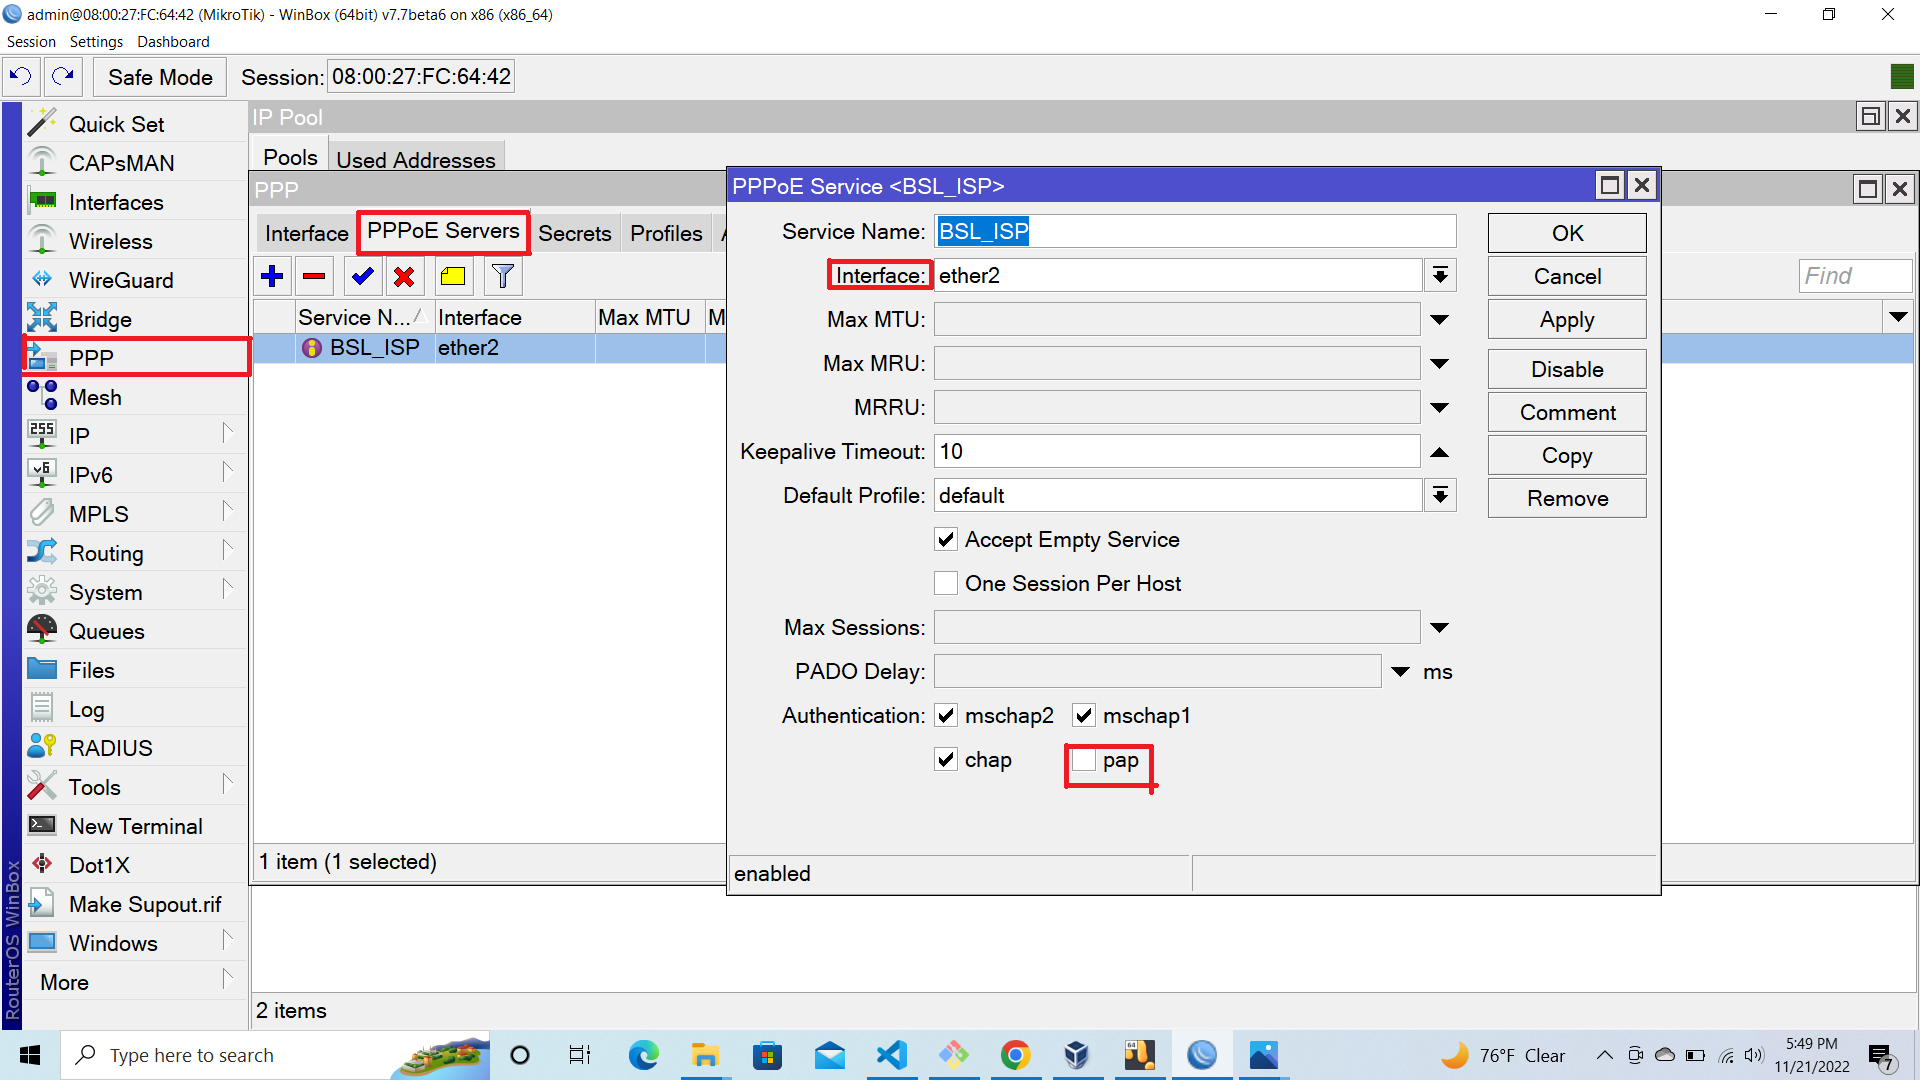 admin@08:00:27:FC:64:42 (MikroTik) - WinBox (64bit) v7.7beta6 on x86 (x86_64)
Session Settings Dashboard
Safe Mode Session: 08:00:27:FC:64:42
Quick Set
CAPsMAN
Interfaces
Wireless
WireGuard
Bridge
PPP
Mesh
255
IP
v6
IPv6
MPLS
Routing
System
Queues
Files
Log
RADIUS
Tools
New Terminal
Dot1X
Make Supout.rif
Windows
More
RouterOS WinBox
IP Pool
Pools Used Addresses
PPP
Interface PPPoE Servers Secrets Profiles
Find
Service N... Interface Max MTU M
BSL_ISP ether2
1 item (1 selected)
2 items
PPPoE Service <BSL_ISP>
Service Name: BSL_ISP
Interface: ether2
Max MTU:
Max MRU:
MRRU:
Keepalive Timeout: 10
Default Profile: default
Accept Empty Service
One Session Per Host
Max Sessions:
PADO Delay: ms
Authentication: mschap2 mschap1
chap pap
enabled
OK
Cancel
Apply
Disable
Comment
Copy
Remove
Type here to search
64
76°F Clear
5:49 PM
11/21/2022
7